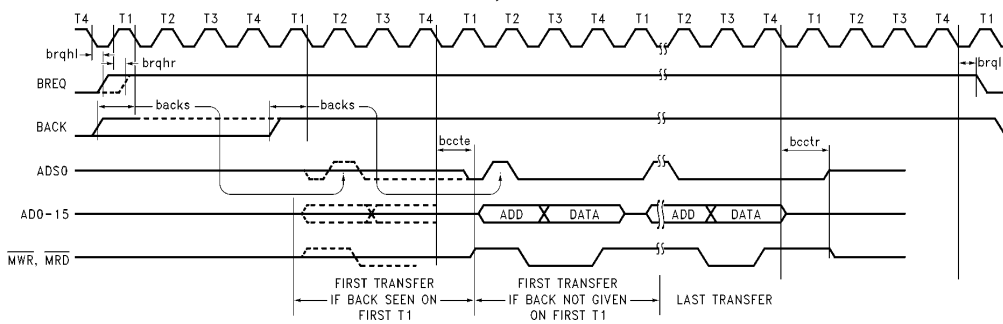 T4 T1 T2 T3 T4 T1 T2 T3 T4 T1 T2 T3 T4 T1 T2 T3 T4 T1 T2 T3 T4 T1
brqhl
brqhr
brql
BREQ
backs
backs
BACK
bccte
bcctr
ADS0
AD0-15
ADD
DATA
ADD
DATA
MWR, MRD
FIRST TRANSFER
IF BACK SEEN ON
FIRST T1
FIRST TRANSFER
IF BACK NOT GIVEN
ON FIRST T1
LAST TRANSFER